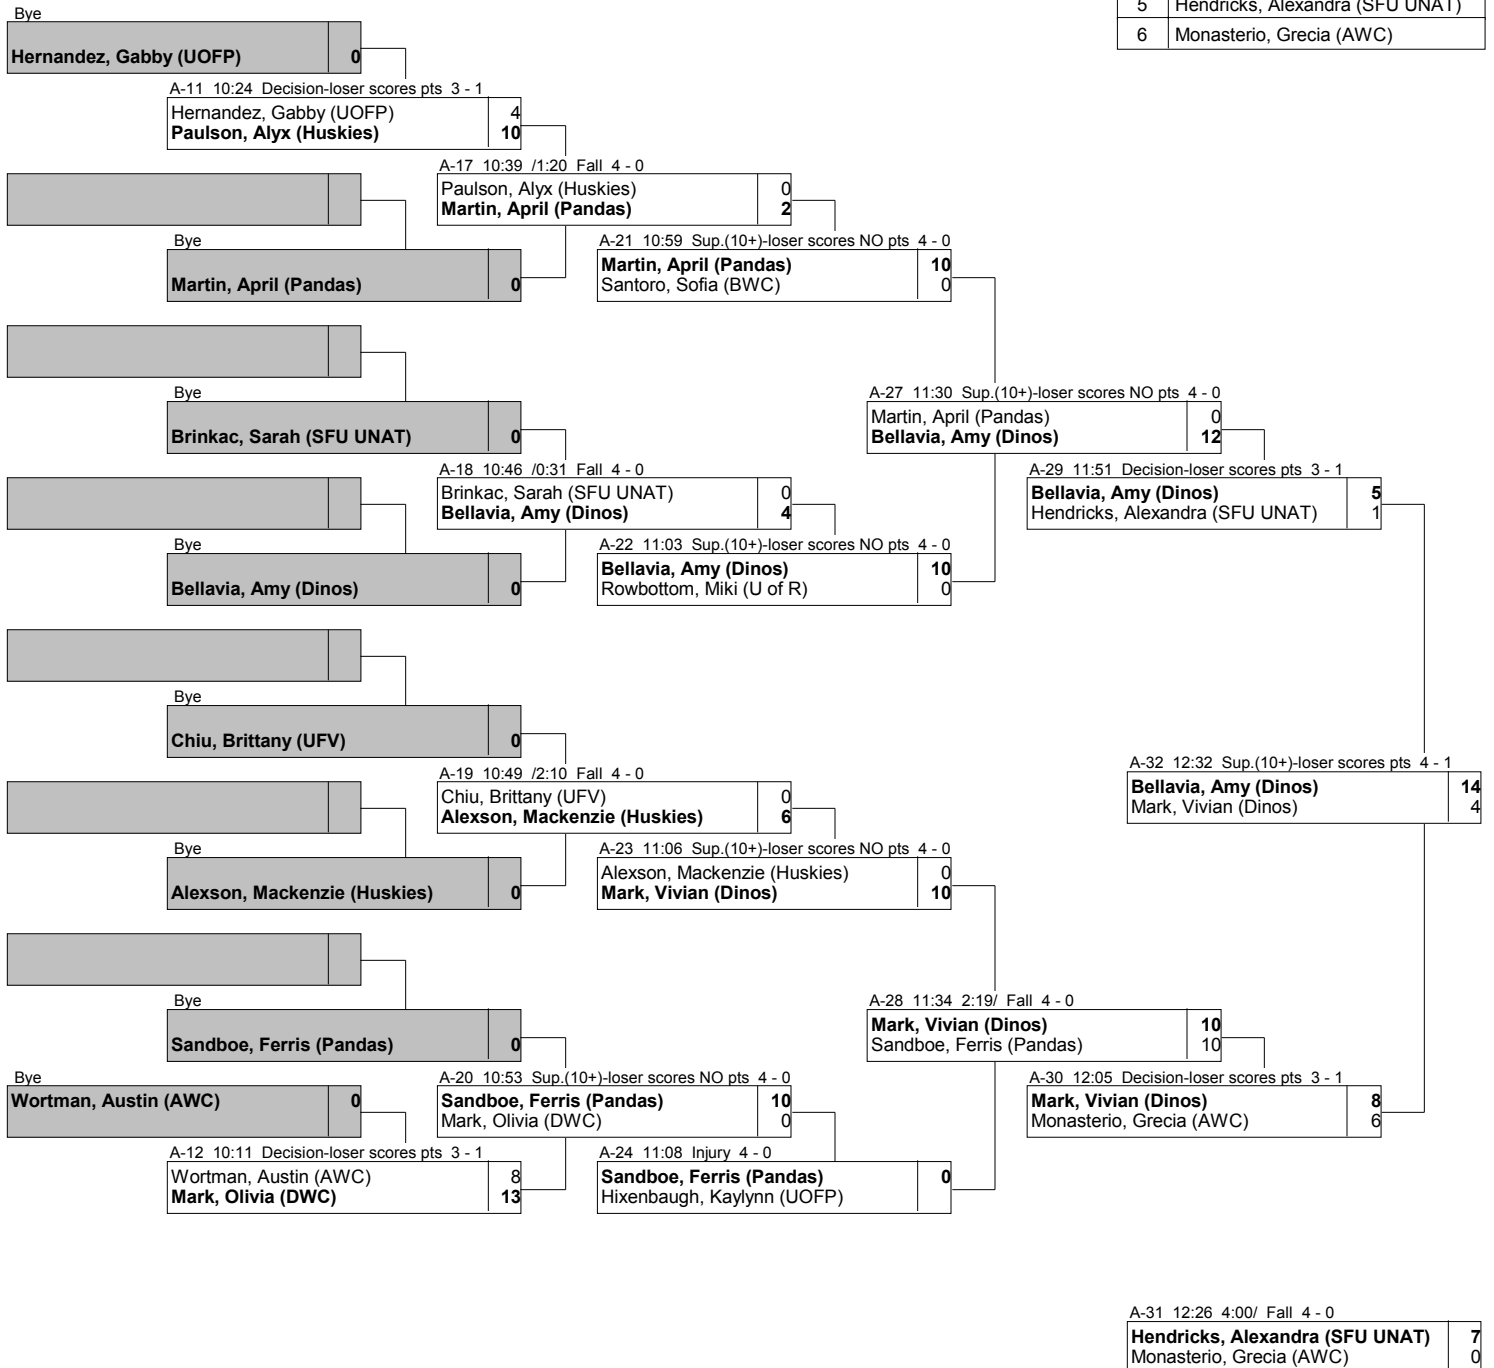 5 Hendricks, Alexandra (SFU UNAT)
6 Monasterio, Grecia (AWC)
Bye
Hernandez, Gabby (UOFP) 0
A-11 10:24 Decision-loser scores pts 3 - 1
Hernandez, Gabby (UOFP) 4
Paulson, Alyx (Huskies) 10
A-17 10:39 /1:20 Fall 4 - 0
Paulson, Alyx (Huskies) 0
Martin, April (Pandas) 2
Bye
Martin, April (Pandas) 0
A-21 10:59 Sup.(10+)-loser scores NO pts 4 - 0
Martin, April (Pandas) 10
Santoro, Sofia (BWC) 0
Bye
Brinkac, Sarah (SFU UNAT) 0
A-27 11:30 Sup.(10+)-loser scores NO pts 4 - 0
Martin, April (Pandas) 0
Bellavia, Amy (Dinos) 12
A-18 10:46 /0:31 Fall 4 - 0
Brinkac, Sarah (SFU UNAT) 0
Bellavia, Amy (Dinos) 4
A-29 11:51 Decision-loser scores pts 3 - 1
Bellavia, Amy (Dinos) 5
Hendricks, Alexandra (SFU UNAT) 1
Bye
Bellavia, Amy (Dinos) 0
A-22 11:03 Sup.(10+)-loser scores NO pts 4 - 0
Bellavia, Amy (Dinos) 10
Rowbottom, Miki (U of R) 0
Bye
Chiu, Brittany (UFV) 0
A-19 10:49 /2:10 Fall 4 - 0
Chiu, Brittany (UFV) 0
Alexson, Mackenzie (Huskies) 6
A-32 12:32 Sup.(10+)-loser scores pts 4 - 1
Bellavia, Amy (Dinos) 14
Mark, Vivian (Dinos) 4
Bye
Alexson, Mackenzie (Huskies) 0
A-23 11:06 Sup.(10+)-loser scores NO pts 4 - 0
Alexson, Mackenzie (Huskies) 0
Mark, Vivian (Dinos) 10
Bye
Sandboe, Ferris (Pandas) 0
A-28 11:34 2:19/ Fall 4 - 0
Mark, Vivian (Dinos) 10
Sandboe, Ferris (Pandas) 10
Bye
Wortman, Austin (AWC) 0
A-20 10:53 Sup.(10+)-loser scores NO pts 4 - 0
Sandboe, Ferris (Pandas) 10
Mark, Olivia (DWC) 0
A-30 12:05 Decision-loser scores pts 3 - 1
Mark, Vivian (Dinos) 8
Monasterio, Grecia (AWC) 6
A-12 10:11 Decision-loser scores pts 3 - 1
Wortman, Austin (AWC) 8
Mark, Olivia (DWC) 13
A-24 11:08 Injury 4 - 0
Sandboe, Ferris (Pandas) 0
Hixenbaugh, Kaylynn (UOFP)
A-31 12:26 4:00/ Fall 4 - 0
Hendricks, Alexandra (SFU UNAT) 7
Monasterio, Grecia (AWC) 0